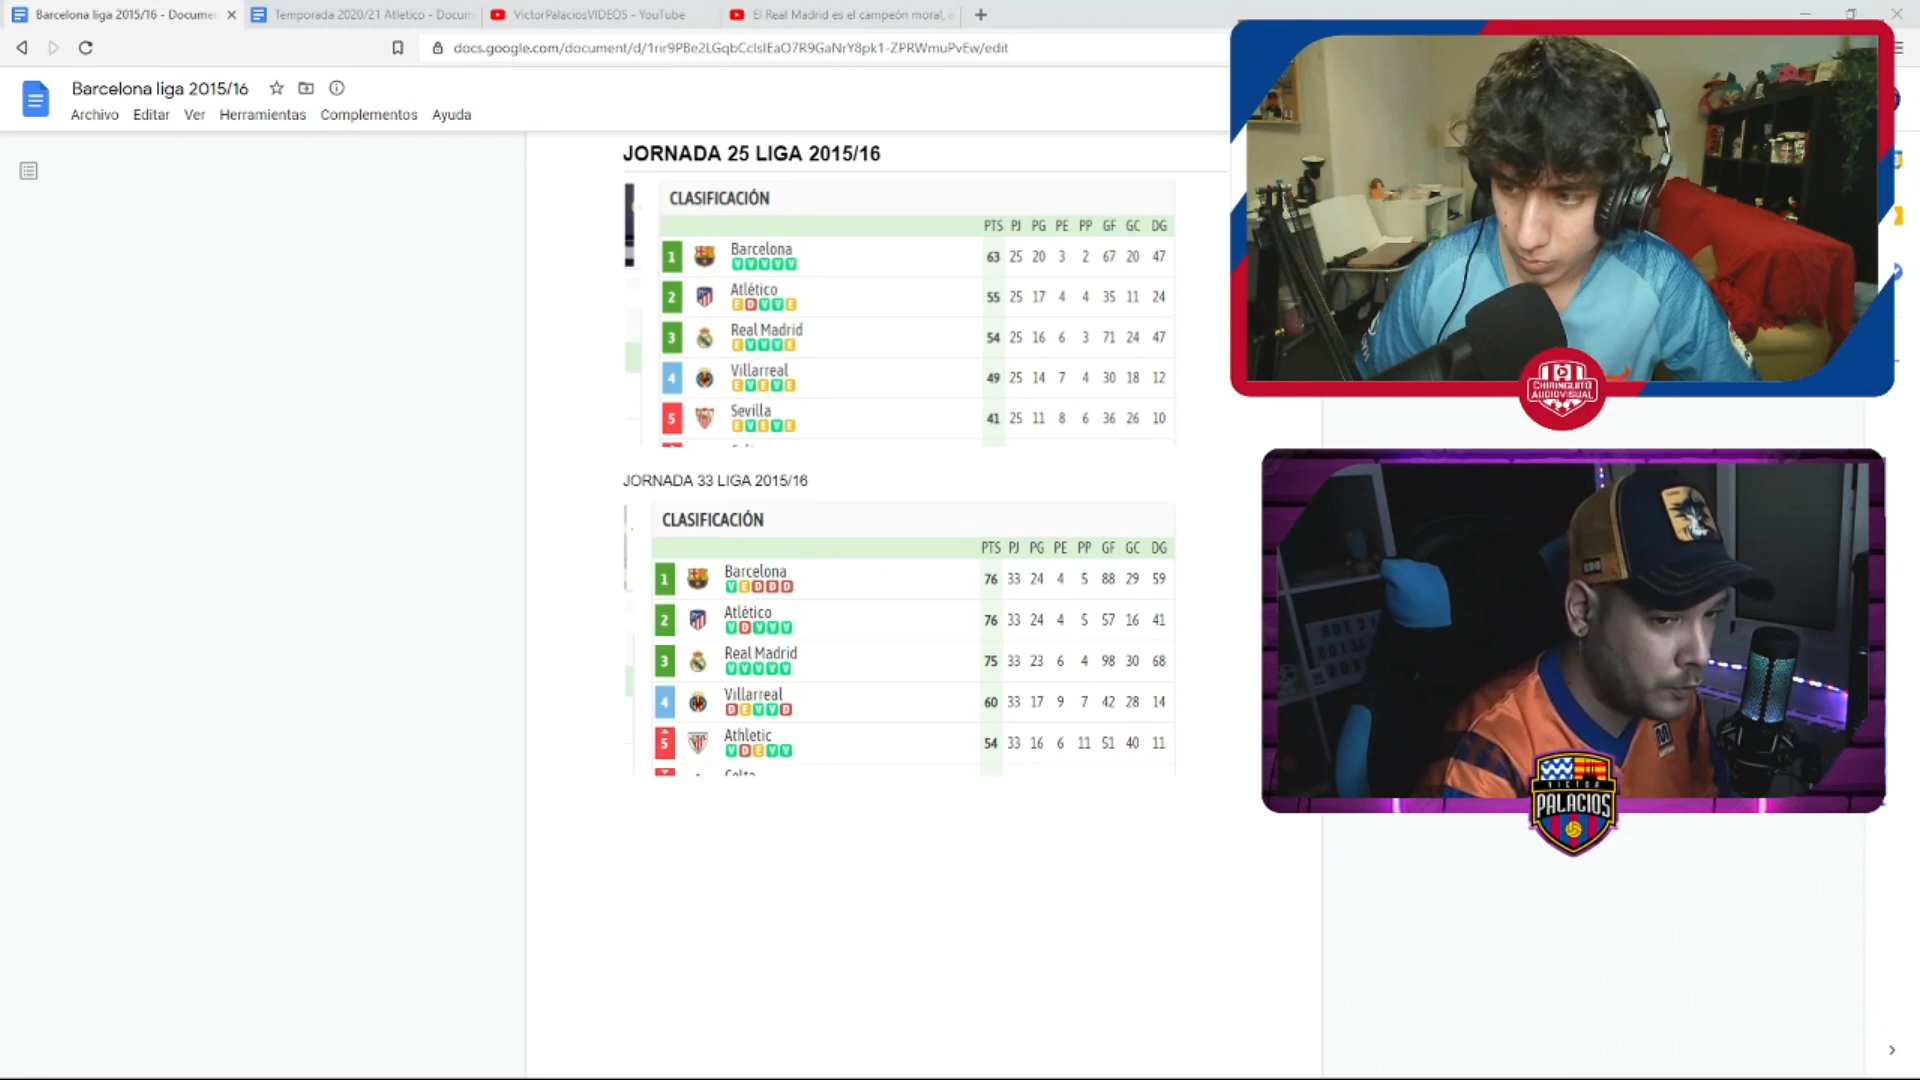 Barcelona liga 2015/16 - Docume
Temporada 2020/21 Atletico - Docum
VictorPalaciosVIDEOS - YouTube
El Real Madrid es el campeón moral, e
docs.google.com/document/d/1rir9PBe2LGqbCcIsIEaO7R9GaNrY8pk1-ZPRWmuPvEw/edit
Barcelona liga 2015/16
Archivo Editar Ver Herramientas Complementos Ayuda
JORNADA 25 LIGA 2015/16
CLASIFICACIÓN
PTS PJ PG PE PP GF GC DG
1 Barcelona 63 25 20 3 2 67 20 47
V V V V V
2 Atlético 55 25 17 4 4 35 11 24
E D V V E
3 Real Madrid 54 25 16 6 3 71 24 47
E V V V E
4 Villarreal 49 25 14 7 4 30 18 12
E V E V E
5 Sevilla 41 25 11 8 6 36 26 10
E V E V E
JORNADA 33 LIGA 2015/16
CLASIFICACIÓN
PTS PJ PG PE PP GF GC DG
1 Barcelona 76 33 24 4 5 88 29 59
V E D D D
2 Atlético 76 33 24 4 5 57 16 41
V D V V V
3 Real Madrid 75 33 23 6 4 98 30 68
V V V V V
4 Villarreal 60 33 17 9 7 42 28 14
D E V V D
5 Athletic 54 33 16 6 11 51 40 11
V D E V V
CHIRINGUITO
AUDIOVISUAL
VICTOR
PALACIOS